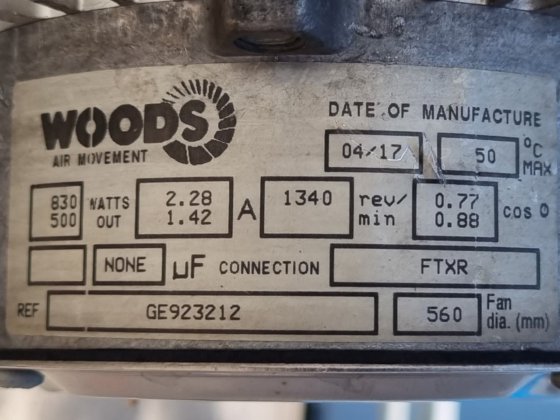 WOODS
AIR MOVEMENT
DATE OF MANUFACTURE
04/17 50 °C MAX
830 WATTS 2.28 A 1340 rev/ 0.77 cos
500 OUT 1.42 min 0.88
NONE µF CONNECTION FTXR
REF GE923212 560 Fan dia. (mm)